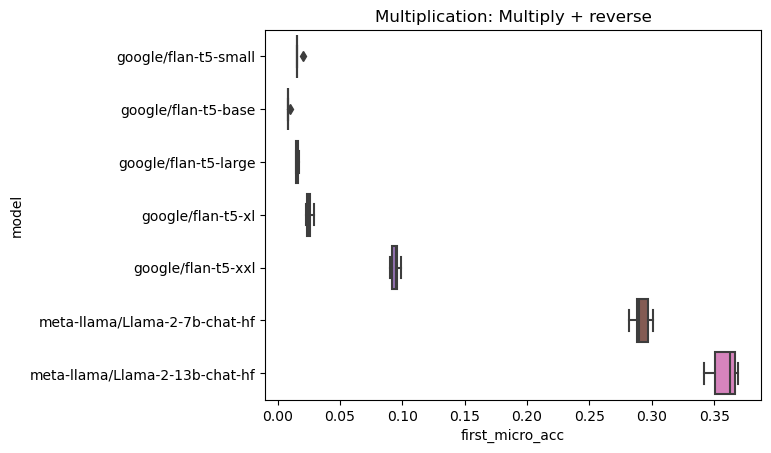 Multiplication: Multiply + reverse
google/flan-t5-small
google/flan-t5-base
google/flan-t5-large
google/flan-t5-xl
google/flan-t5-xxl
meta-llama/Llama-2-7b-chat-hf
meta-llama/Llama-2-13b-chat-hf
model
0.00 0.05 0.10 0.15 0.20 0.25 0.30 0.35
first_micro_acc